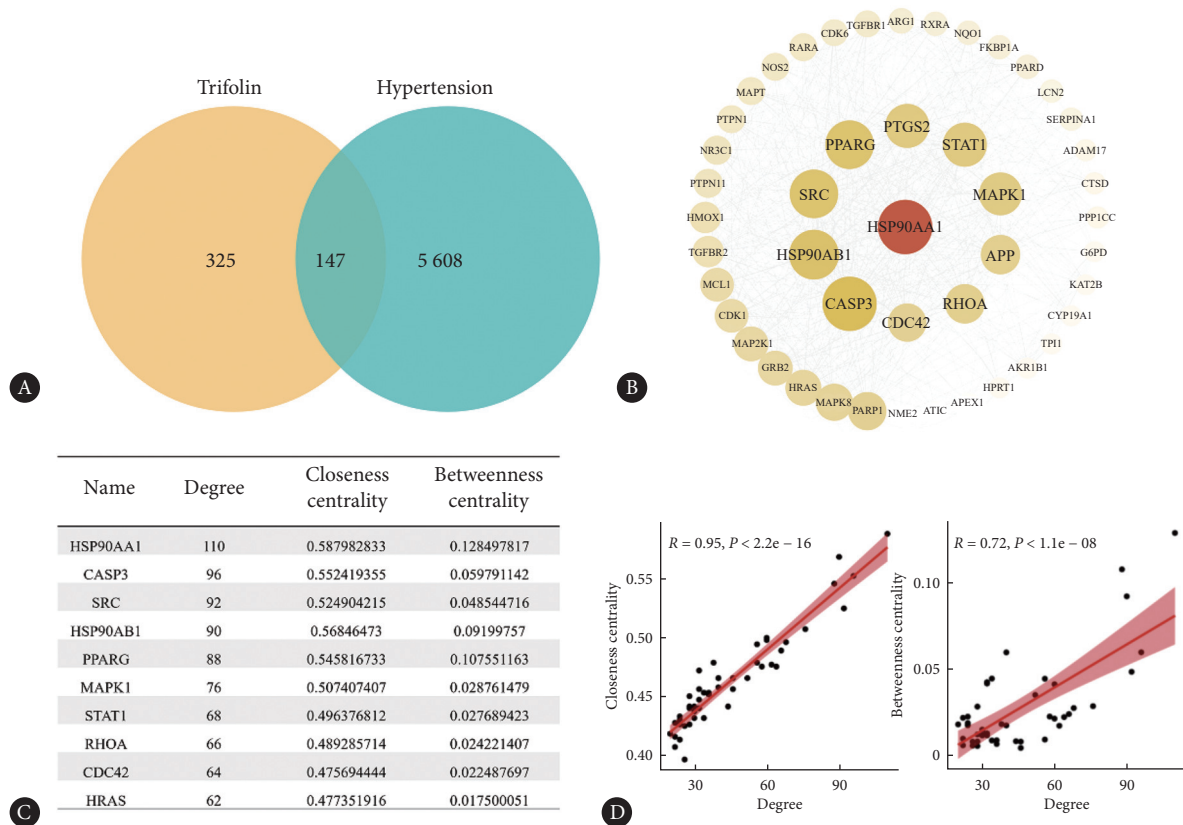 Trifolin
Hypertension
325
147
5 608
A
TGFBR1
ARG1
RXRA
NQO1
FKBP1A
PPARD
LCN2
SERPINA1
ADAM17
CTSD
PPP1CC
G6PD
KAT2B
CYP19A1
TPI1
AKR1B1
HPRT1
APEX1
ATIC
NME2
PARP1
MAPK8
HRAS
GRB2
MAP2K1
CDK1
MCL1
TGFBR2
HMOX1
PTPN11
NR3C1
PTPN1
MAPT
NOS2
RARA
CDK6
PTGS2
STAT1
MAPK1
APP
RHOA
CDC42
CASP3
HSP90AB1
SRC
PPARG
HSP90AA1
B
Name Degree Closeness centrality Betweenness centrality
HSP90AA1 110 0.587982833 0.128497817
CASP3 96 0.552419355 0.059791142
SRC 92 0.524904215 0.048544716
HSP90AB1 90 0.56846473 0.09199757
PPARG 88 0.545816733 0.107551163
MAPK1 76 0.507407407 0.028761479
STAT1 68 0.496376812 0.027689423
RHOA 66 0.489285714 0.024221407
CDC42 64 0.475694444 0.022487697
HRAS 62 0.477351916 0.017500051
C
R = 0.95, P < 2.2e − 16
Closeness centrality
0.55
0.50
0.45
0.40
30 60 90
Degree
R = 0.72, P < 1.1e − 08
Betweenness centrality
0.10
0.05
0
30 60 90
Degree
D